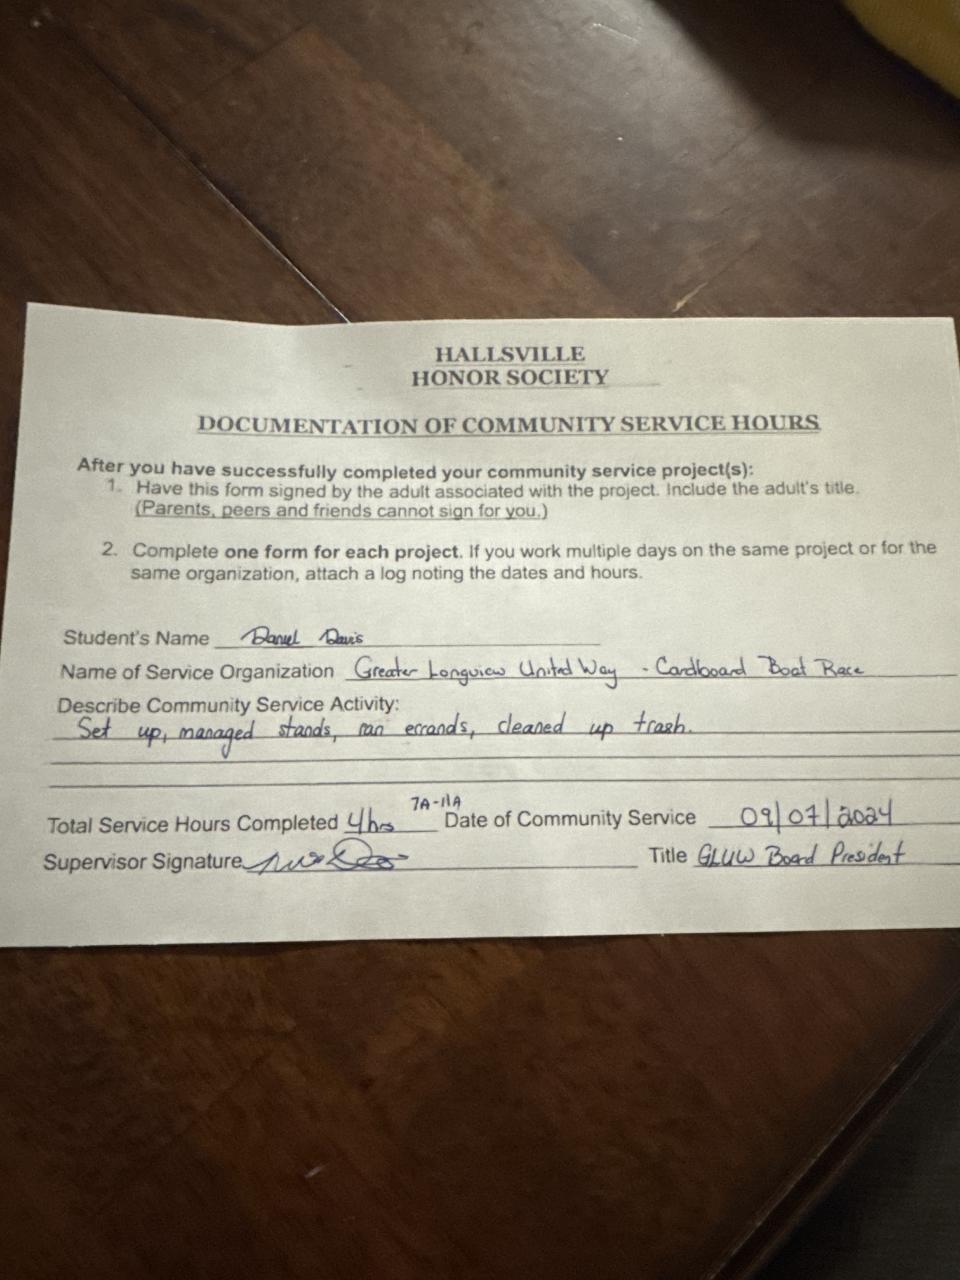 HALLSVILLE
HONOR SOCIETY
DOCUMENTATION OF COMMUNITY SERVICE HOURS
After you have successfully completed your community service project(s):
1. Have this form signed by the adult associated with the project. Include the adult's title.
(Parents, peers and friends cannot sign for you.)
2. Complete one form for each project. If you work multiple days on the same project or for the
same organization, attach a log noting the dates and hours.
Student's Name Daniel Davis
Name of Service Organization Greater Longview United Way - Cardboard Boat Race
Describe Community Service Activity:
Set up, managed stands, ran errands, cleaned up trash.
7A-11A
Total Service Hours Completed 4hrs Date of Community Service 09/07/2024
Supervisor Signature Title GLUW Board President